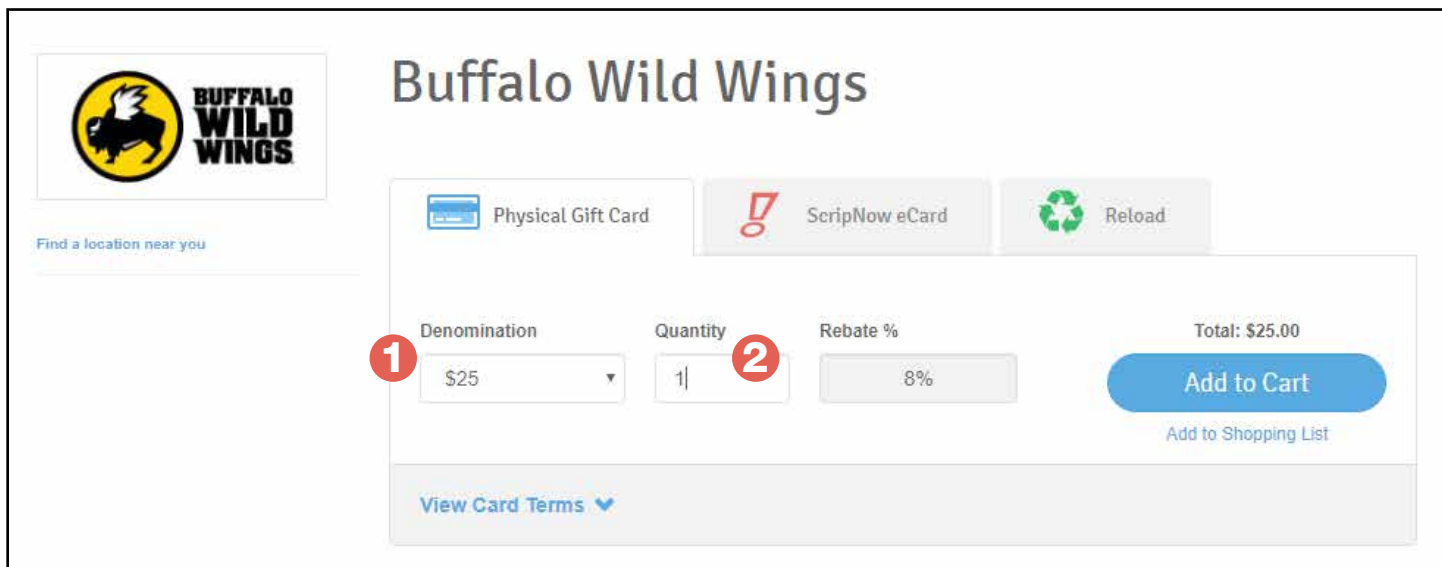 BUFFALO
WILD
WINGS
Find a location near you
Buffalo Wild Wings
Physical Gift Card
ScripNow eCard
Reload
Denomination
Quantity
Rebate %
Total: $25.00
1
$25
1
2
8%
Add to Cart
Add to Shopping List
View Card Terms